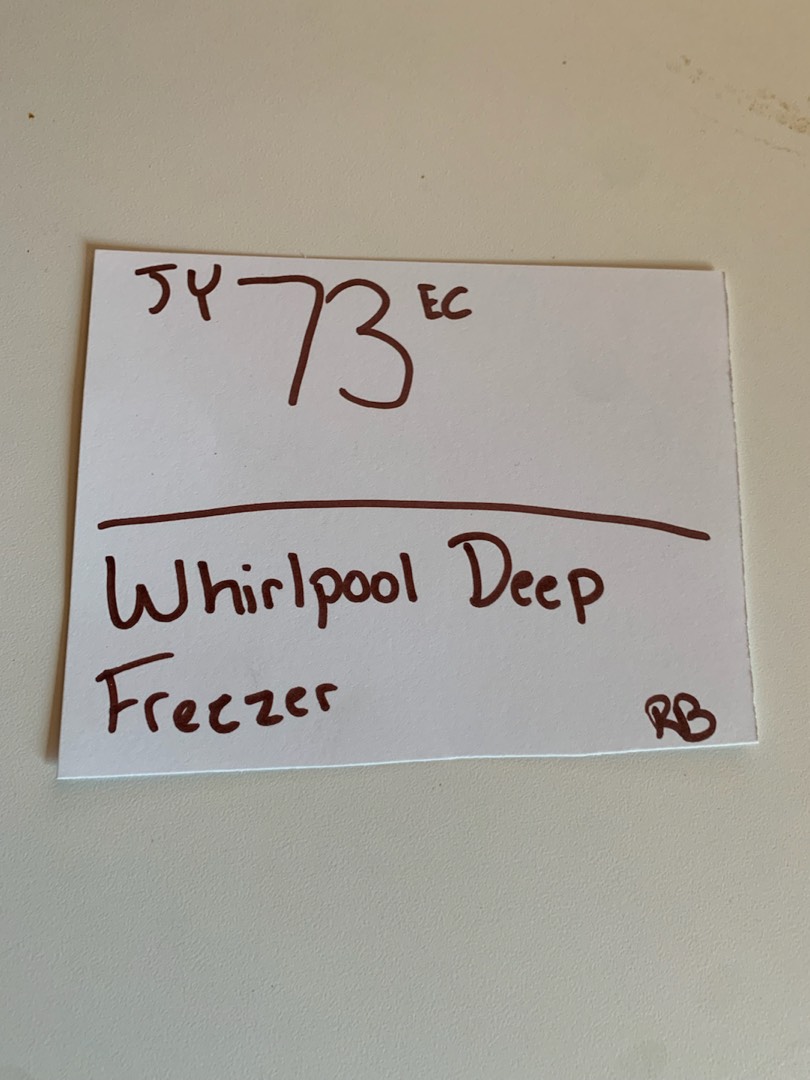 JY 73 EC
Whirlpool Deep
Freezer
RB